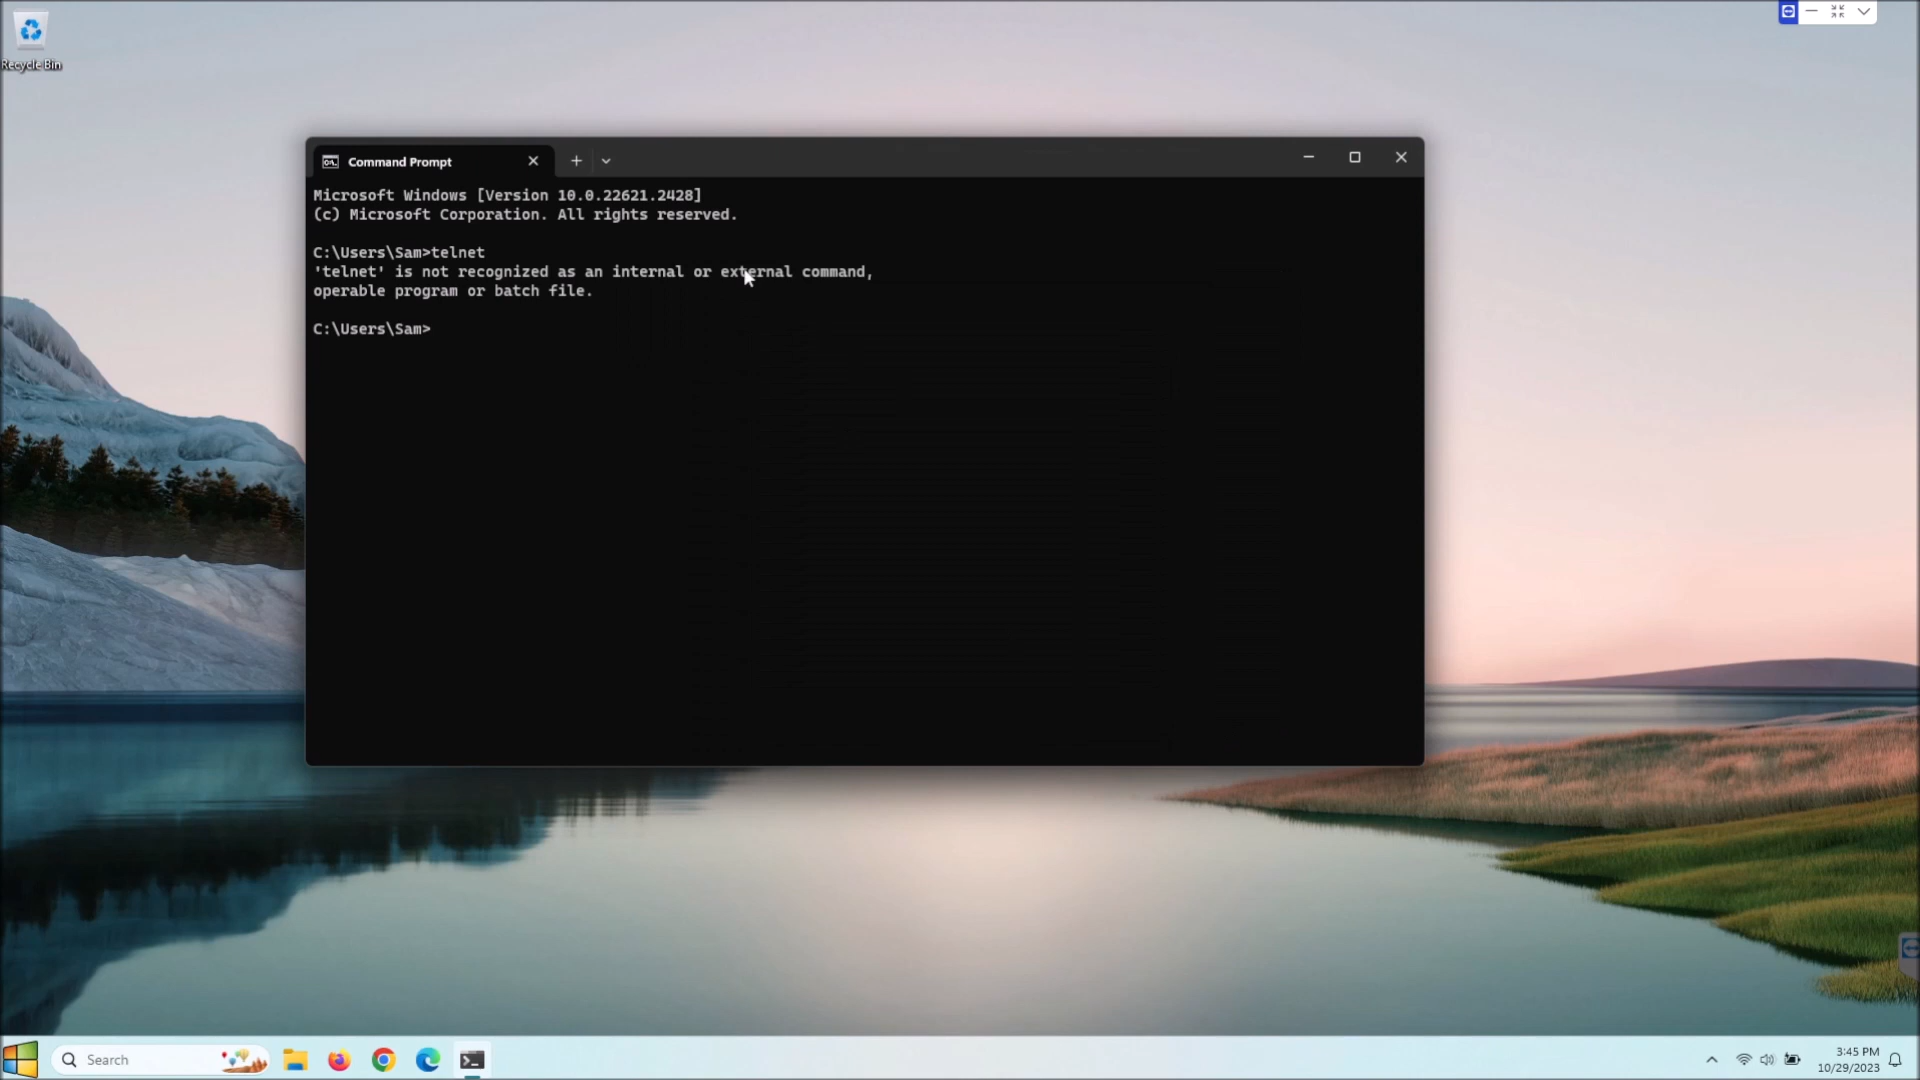 Recycle Bin
Command Prompt
Microsoft Windows [Version 10.0.22621.2428]
(c) Microsoft Corporation. All rights reserved.
C:\Users\Sam>telnet
'telnet' is not recognized as an internal or external command,
operable program or batch file.
C:\Users\Sam>
Search
3:45 PM
10/29/2023